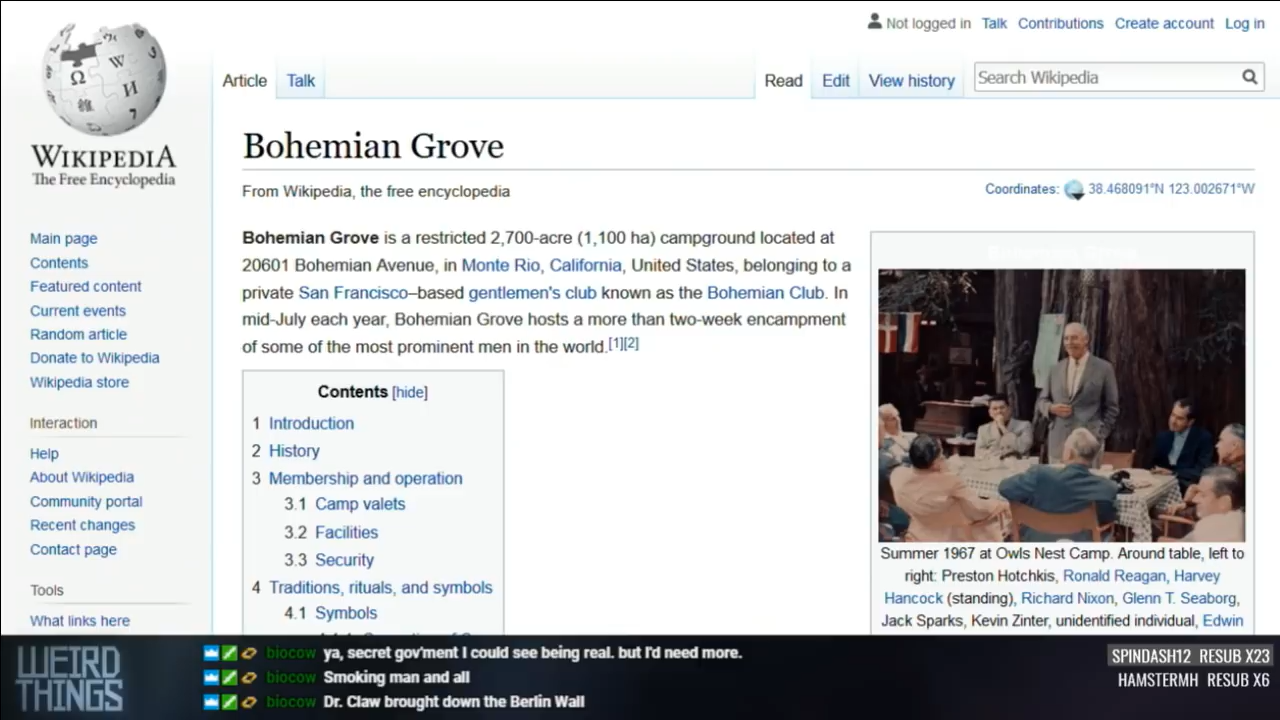 Not logged in Talk Contributions Create account Log in
Article Talk Read Edit View history Search Wikipedia
WIKIPEDIA
The Free Encyclopedia
Bohemian Grove
From Wikipedia, the free encyclopedia
Coordinates: 38.468091°N 123.002671°W
Main page
Contents
Featured content
Current events
Random article
Donate to Wikipedia
Wikipedia store
Interaction
Help
About Wikipedia
Community portal
Recent changes
Contact page
Tools
What links here
Bohemian Grove is a restricted 2,700-acre (1,100 ha) campground located at
20601 Bohemian Avenue, in Monte Rio, California, United States, belonging to a
private San Francisco–based gentlemen's club known as the Bohemian Club. In
mid-July each year, Bohemian Grove hosts a more than two-week encampment
of some of the most prominent men in the world.[1][2]
Contents [hide]
1 Introduction
2 History
3 Membership and operation
3.1 Camp valets
3.2 Facilities
3.3 Security
4 Traditions, rituals, and symbols
4.1 Symbols
Summer 1967 at Owls Nest Camp. Around table, left to
right: Preston Hotchkis, Ronald Reagan, Harvey
Hancock (standing), Richard Nixon, Glenn T. Seaborg,
Jack Sparks, Kevin Zinter, unidentified individual, Edwin
WEIRD
THINGS
biocow ya, secret gov'ment I could see being real. but I'd need more.
biocow Smoking man and all
biocow Dr. Claw brought down the Berlin Wall
SPINDASH12 RESUB X23
HAMSTERMH RESUB X6